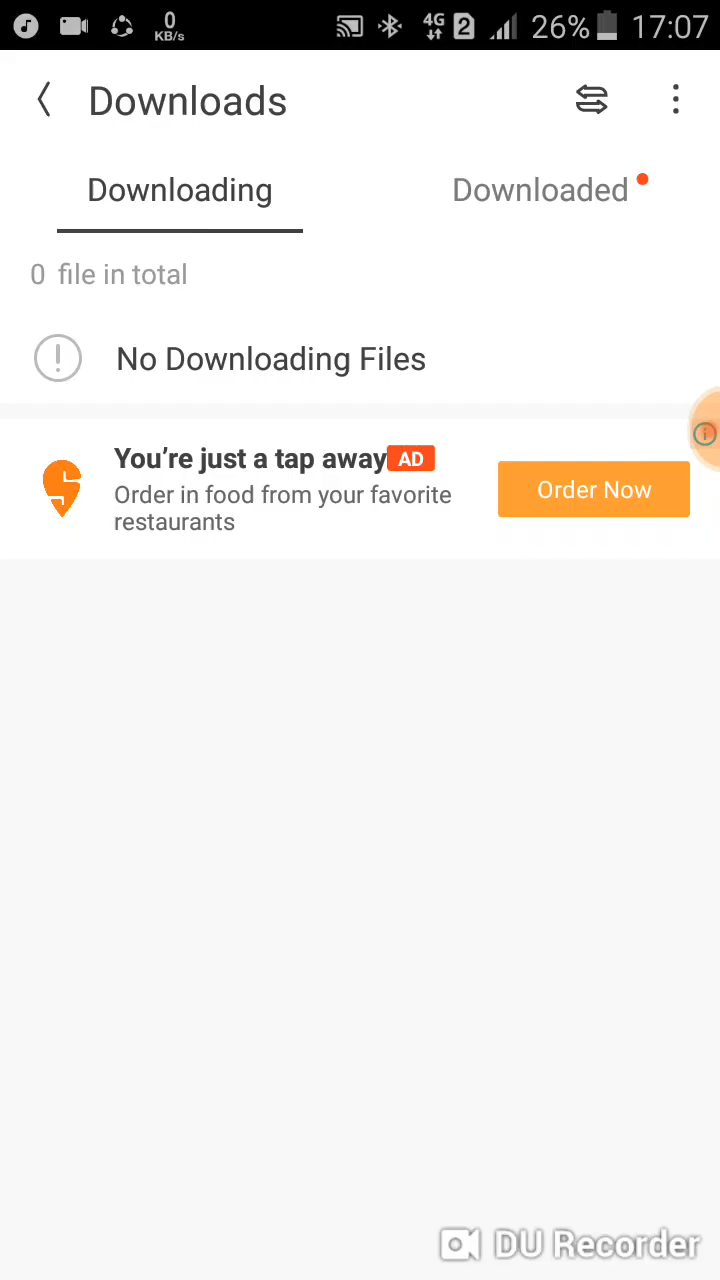 0
KB/s
4G
2
26%
17:07
Downloads
Downloading
Downloaded
0 file in total
No Downloading Files
You’re just a tap away AD
Order in food from your favorite
restaurants
Order Now
DU Recorder